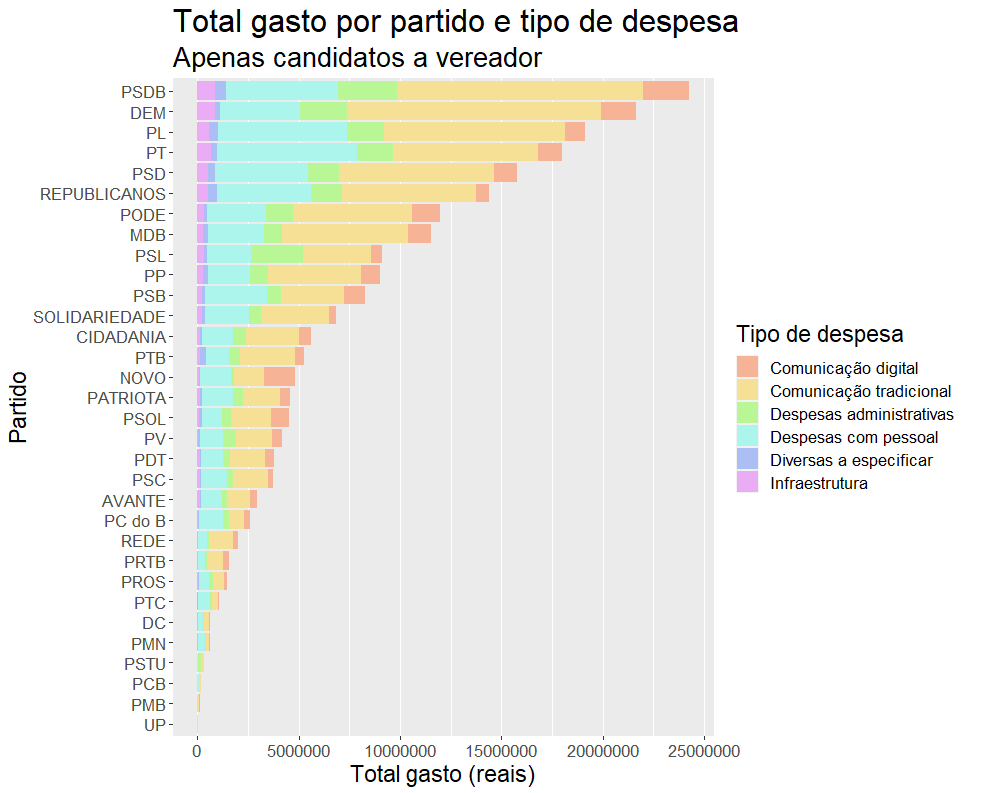 Total gasto por partido e tipo de despesa
Apenas candidatos a vereador
PSDB
DEM
PL
PT
PSD
REPUBLICANOS
PODE
MDB
PSL
PP
PSB
SOLIDARIEDADE
CIDADANIA
PTB
NOVO
PATRIOTA
PSOL
PV
PDT
PSC
AVANTE
PC do B
REDE
PRTB
PROS
PTC
DC
PMN
PSTU
PCB
PMB
UP
Partido
0 5000000 10000000 15000000 20000000 25000000
Total gasto (reais)
Tipo de despesa
Comunicação digital
Comunicação tradicional
Despesas administrativas
Despesas com pessoal
Diversas a especificar
Infraestrutura